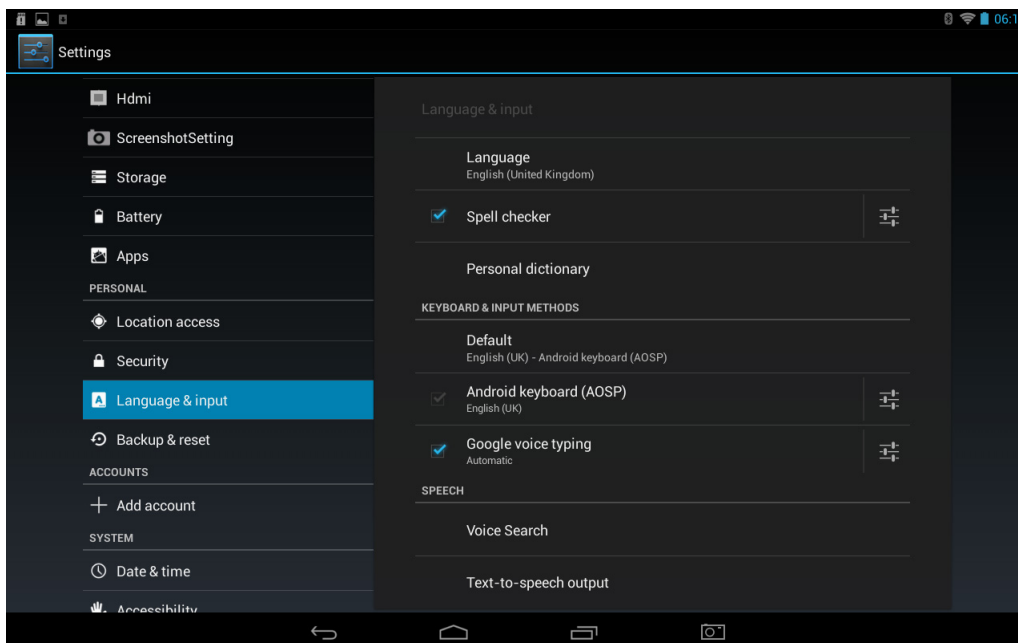 06:1
Settings
Hdmi
ScreenshotSetting
Storage
Battery
Apps
PERSONAL
Location access
Security
Language & input
Backup & reset
ACCOUNTS
Add account
SYSTEM
Date & time
Accessibility
Language & input
Language
English (United Kingdom)
Spell checker
Personal dictionary
KEYBOARD & INPUT METHODS
Default
English (UK) - Android keyboard (AOSP)
Android keyboard (AOSP)
English (UK)
Google voice typing
Automatic
SPEECH
Voice Search
Text-to-speech output